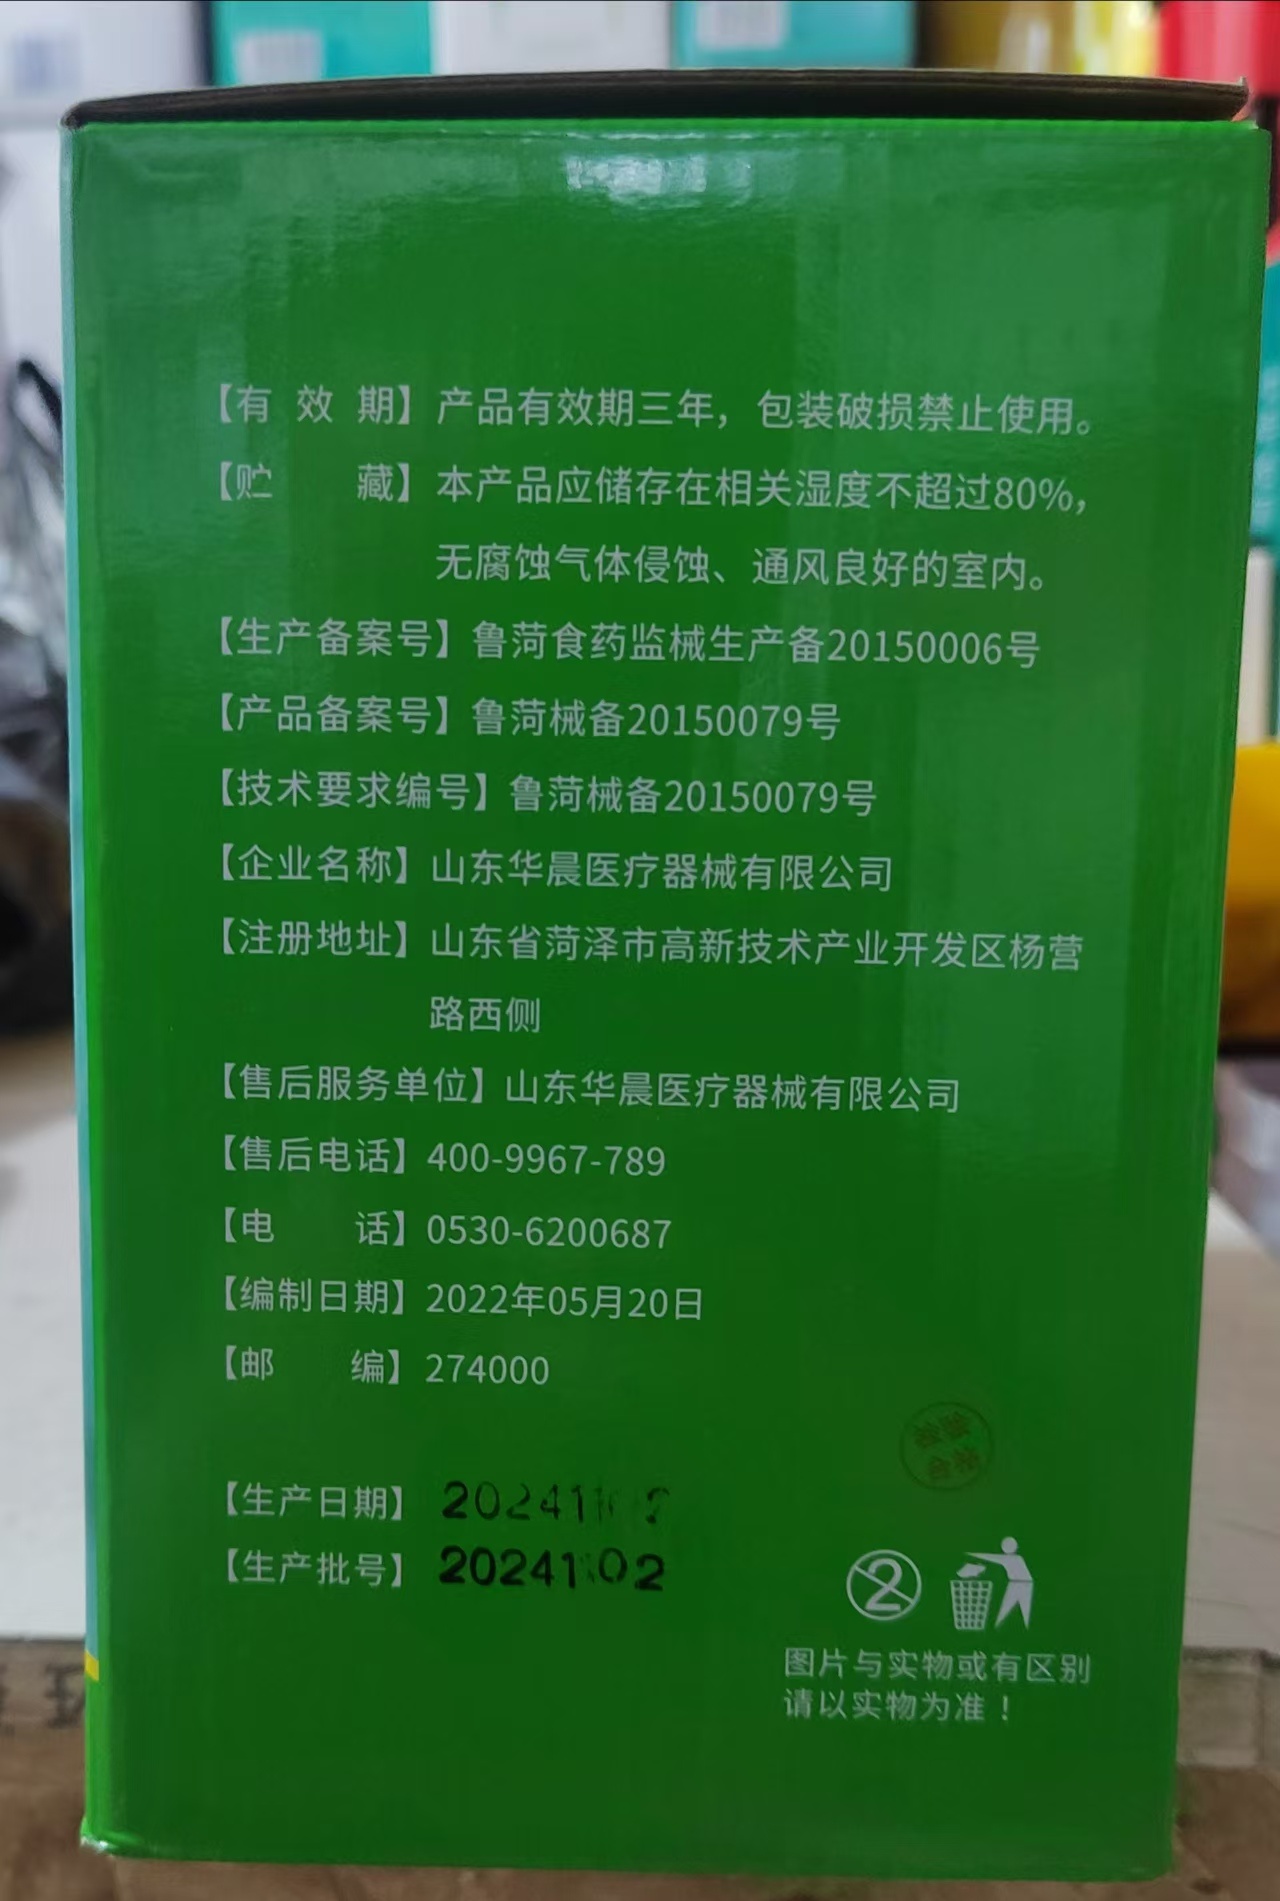 【有效期】产品有效期三年，包装破损禁止使用。
【贮藏】本产品应储存在相关湿度不超过80%，
无腐蚀气体侵蚀、通风良好的室内。
【生产备案号】鲁菏食药监械生产备20150006号
【产品备案号】鲁菏械备20150079号
【技术要求编号】鲁菏械备20150079号
【企业名称】山东华晨医疗器械有限公司
【注册地址】山东省菏泽市高新技术产业开发区杨营
路西侧
【售后服务单位】山东华晨医疗器械有限公司
【售后电话】400-9967-789
【电话】0530-6200687
【编制日期】2022年05月20日
【邮编】274000
【生产日期】
【生产批号】20241102
2
图片与实物或有区别
请以实物为准！